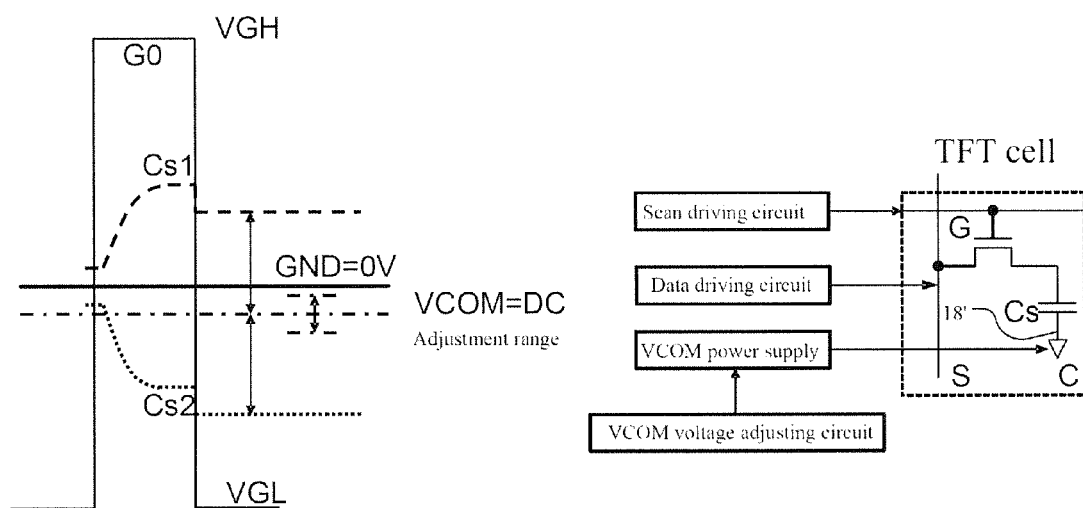 VGH
G0
Cs1
GND=0V
VCOM=DC
Adjustment range
Cs2
VGL
TFT cell
Scan driving circuit
G
Data driving circuit
18'
Cs
VCOM power supply
S
C
VCOM voltage adjusting circuit